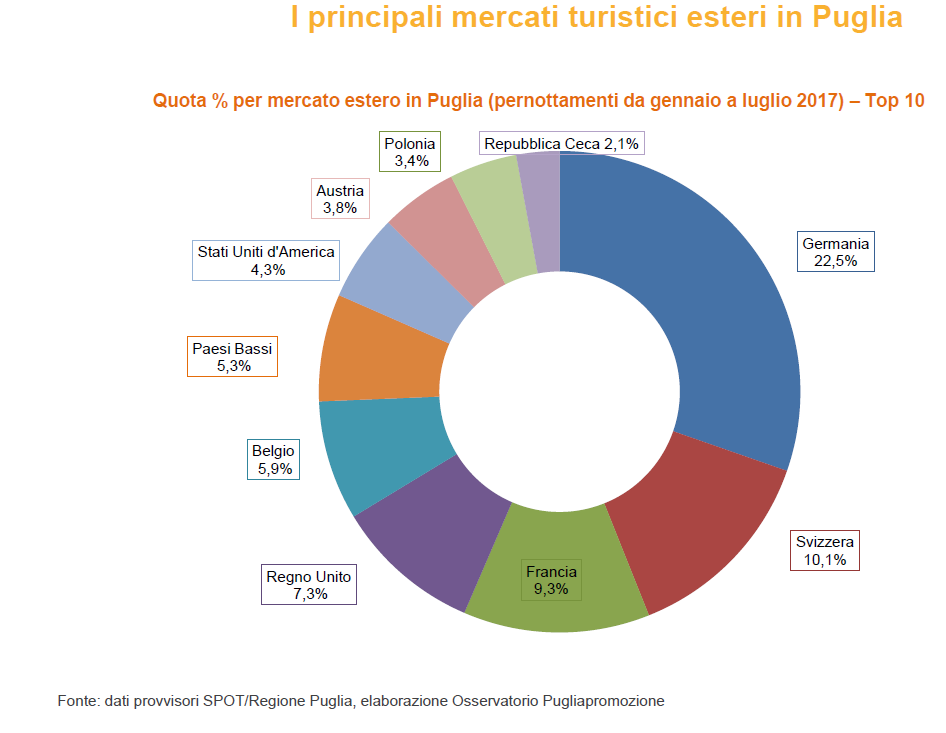 I principali mercati turistici esteri in Puglia
Quota % per mercato estero in Puglia (pernottamenti da gennaio a luglio 2017) – Top 10
Repubblica Ceca 2,1%
Polonia
3,4%
Austria
3,8%
Stati Uniti d'America
4,3%
Paesi Bassi
5,3%
Belgio
5,9%
Regno Unito
7,3%
Francia
9,3%
Svizzera
10,1%
Germania
22,5%
Fonte: dati provvisori SPOT/Regione Puglia, elaborazione Osservatorio Pugliapromozione